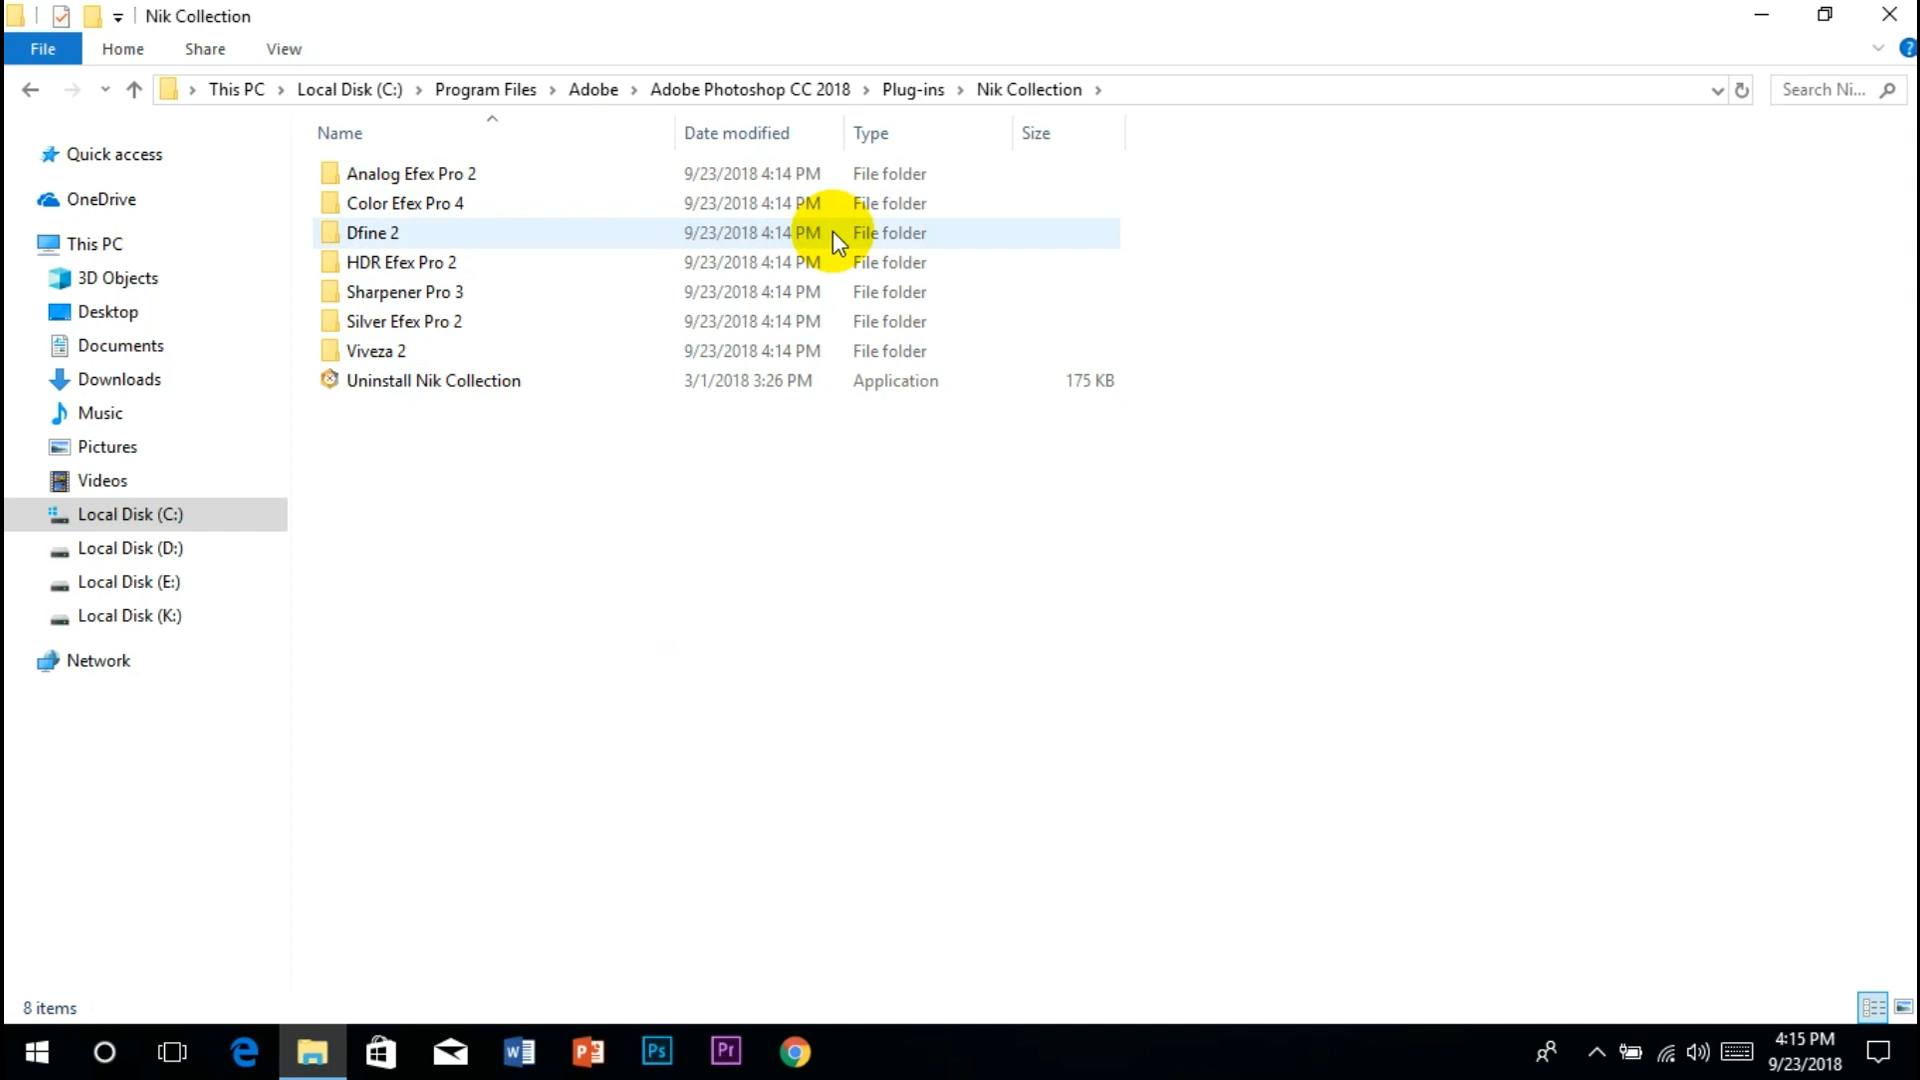 Nik Collection
File Home Share View
This PC Local Disk (C:) Program Files Adobe Adobe Photoshop CC 2018 Plug-ins Nik Collection Search Ni...
Name Date modified Type Size
Quick access
OneDrive
This PC
3D Objects
Desktop
Documents
Downloads
Music
Pictures
Videos
Local Disk (C:)
Local Disk (D:)
Local Disk (E:)
Local Disk (K:)
Network
Analog Efex Pro 2 9/23/2018 4:14 PM File folder
Color Efex Pro 4 9/23/2018 4:14 PM File folder
Dfine 2 9/23/2018 4:14 PM File folder
HDR Efex Pro 2 9/23/2018 4:14 PM File folder
Sharpener Pro 3 9/23/2018 4:14 PM File folder
Silver Efex Pro 2 9/23/2018 4:14 PM File folder
Viveza 2 9/23/2018 4:14 PM File folder
Uninstall Nik Collection 3/1/2018 3:26 PM Application 175 KB
8 items
Ps Pr
4:15 PM
9/23/2018